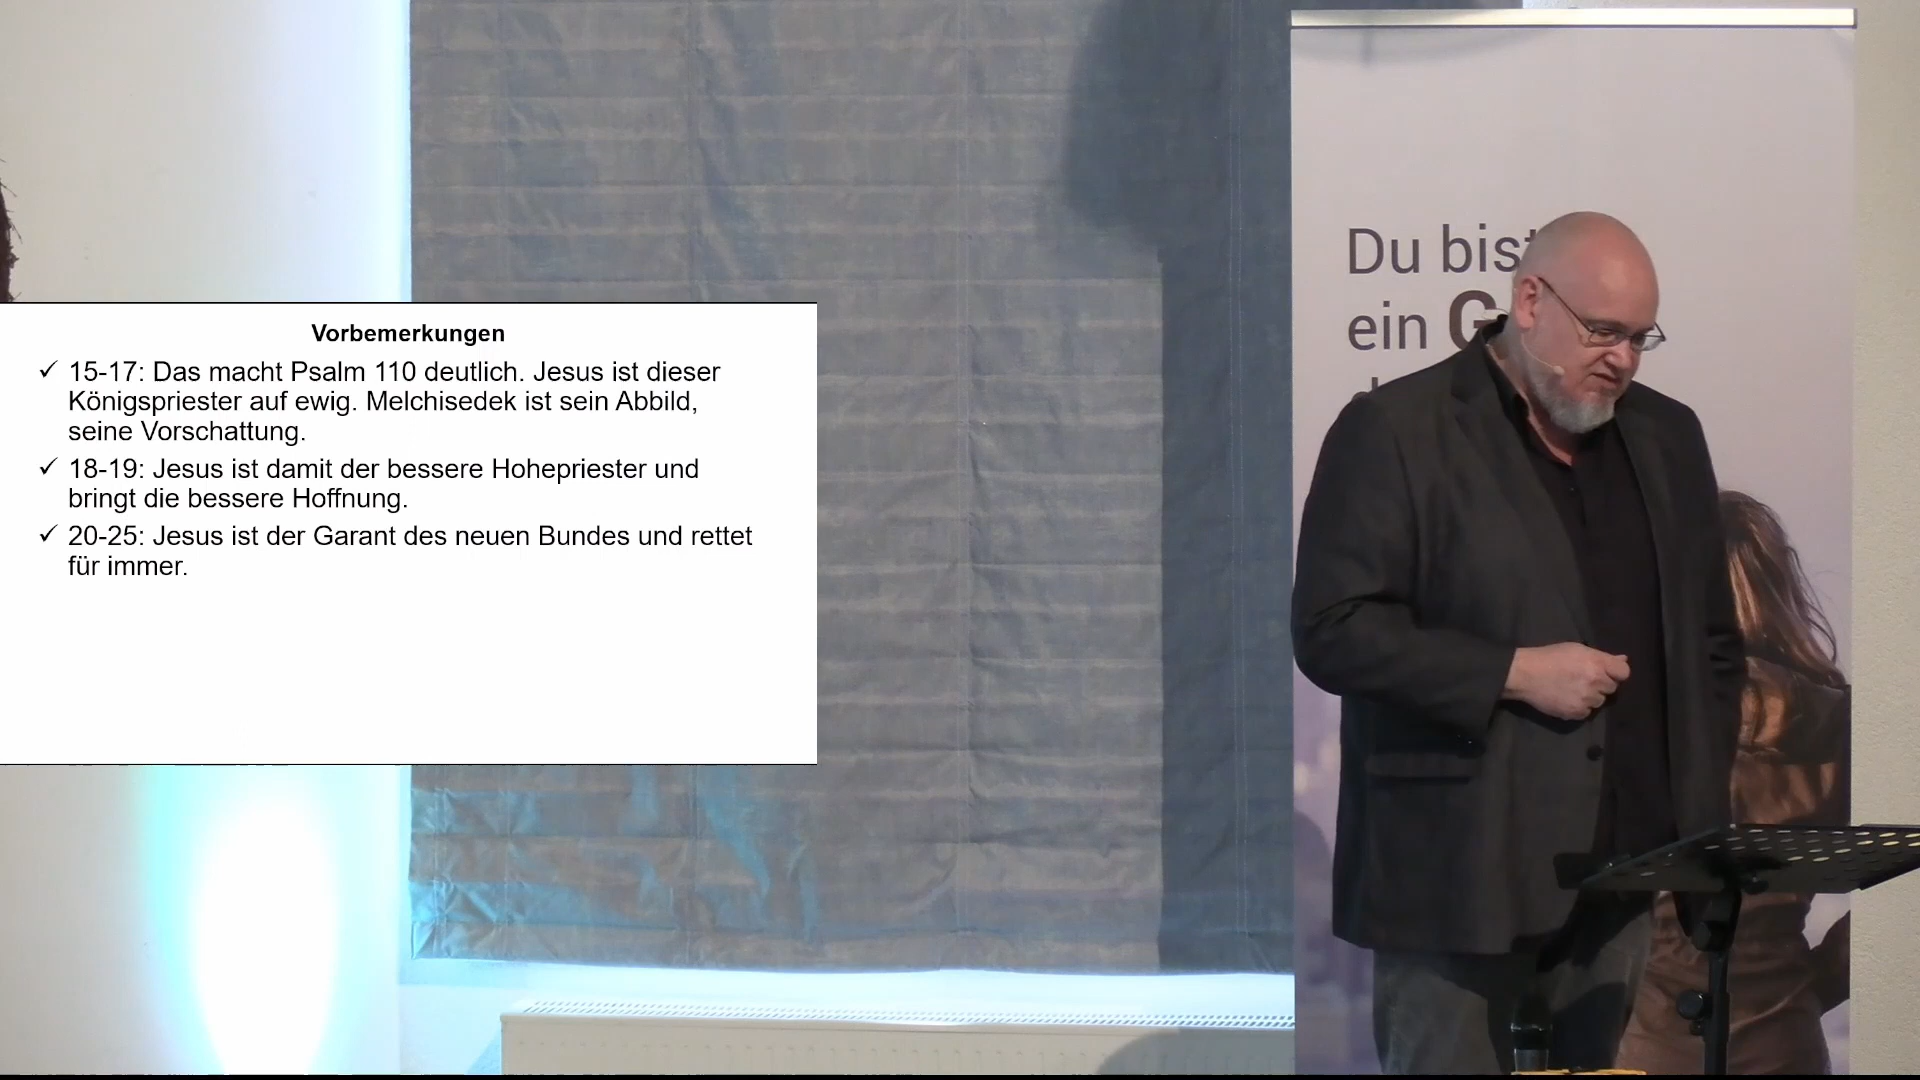 Vorbemerkungen
✓ 15-17: Das macht Psalm 110 deutlich. Jesus ist dieser
Königspriester auf ewig. Melchisedek ist sein Abbild,
seine Vorschattung.
✓ 18-19: Jesus ist damit der bessere Hohepriester und
bringt die bessere Hoffnung.
✓ 20-25: Jesus ist der Garant des neuen Bundes und rettet
für immer.
Du bist
ein